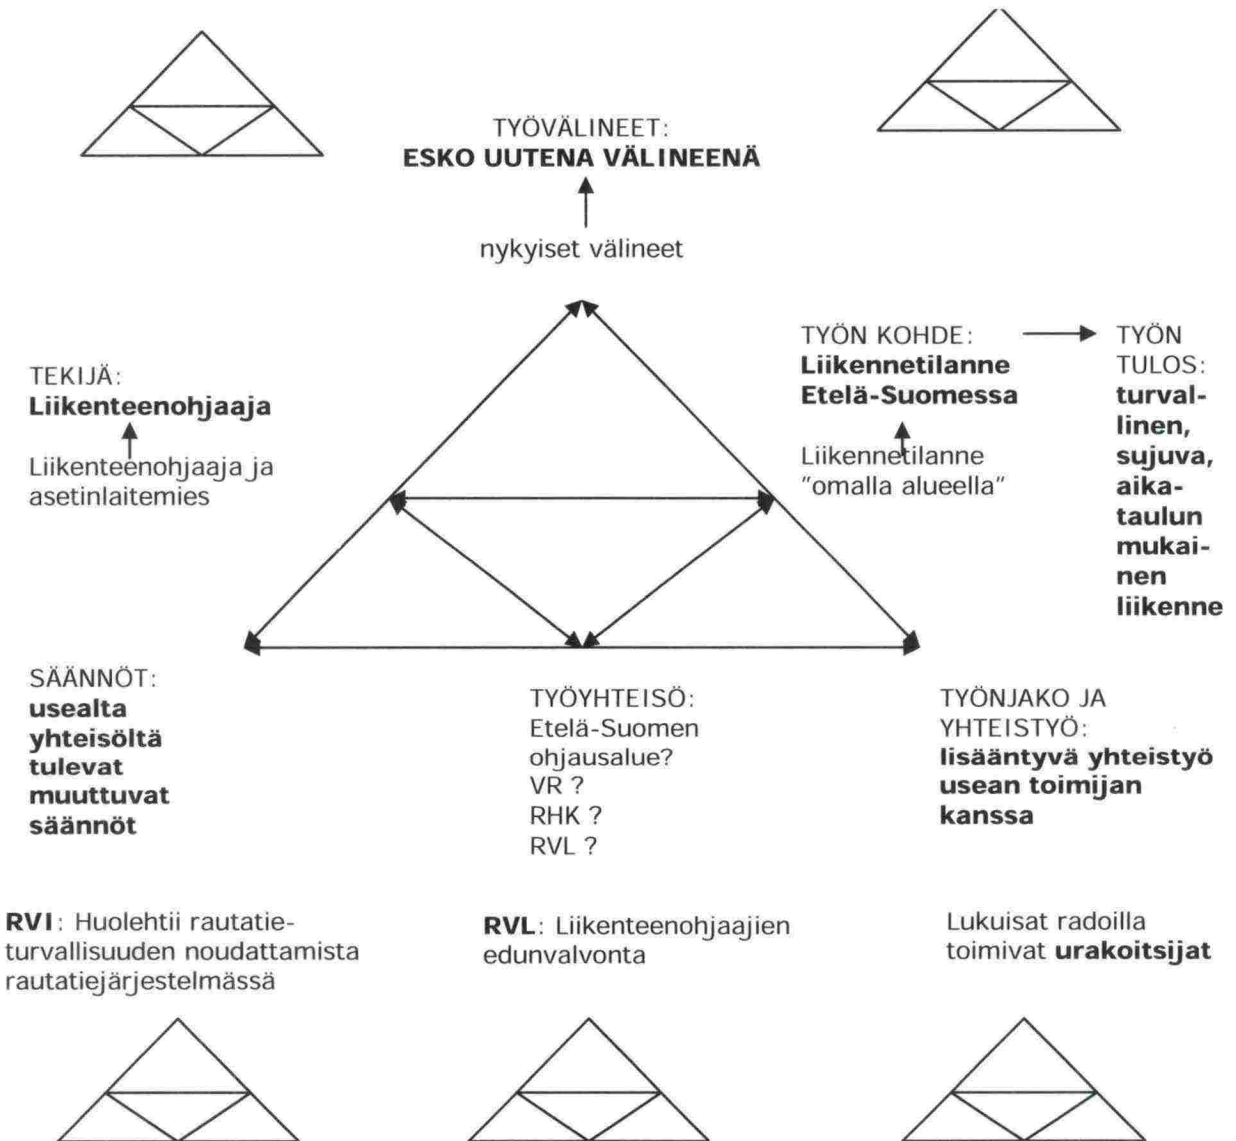 TYÖVÄLINEET:
ESKO UUTENA VÄLINEENÄ
nykyiset välineet
TEKIJÄ:
Liikenteenohjaaja
Liikenteenohjaaja ja
asetinlaitemies
TYÖN KOHDE:
Liikennetilanne
Etelä-Suomessa
Liikennetilanne
"omalla alueella"
TYÖN
TULOS:
turval-
linen,
sujuva,
aika-
taulun
mukai-
nen
liikenne
SÄÄNNÖT:
usealta
yhteisöltä
tulevat
muuttuvat
säännöt
TYÖYHTEISÖ:
Etelä-Suomen
ohjausalue?
VR ?
RHK ?
RVL ?
TYÖNJAKO JA
YHTEISTYÖ:
lisääntyvä yhteistyö
usean toimijan
kanssa
RVI: Huolehtii rautatie-
turvallisuuden noudattamista
rautatiejärjestelmässä
RVL: Liikenteenohjaajien
edunvalvonta
Lukuisat radoilla
toimivat urakoitsijat